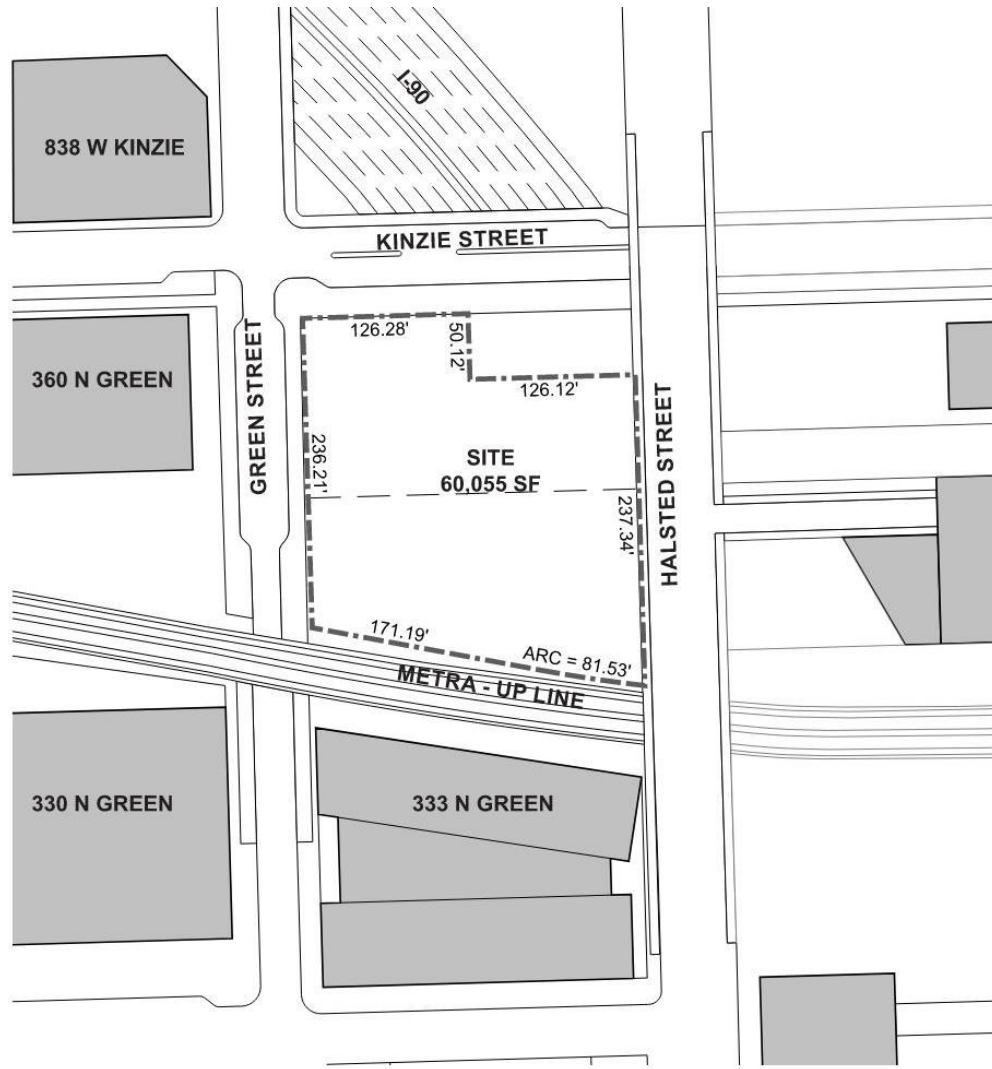 I-90
838 W KINZIE
KINZIE STREET
126.28'
50.12'
126.12'
360 N GREEN
GREEN STREET
236.21'
SITE
60,055 SF
237.34'
HALSTED STREET
171.19'
ARC = 81.53'
METRA - UP LINE
330 N GREEN
333 N GREEN